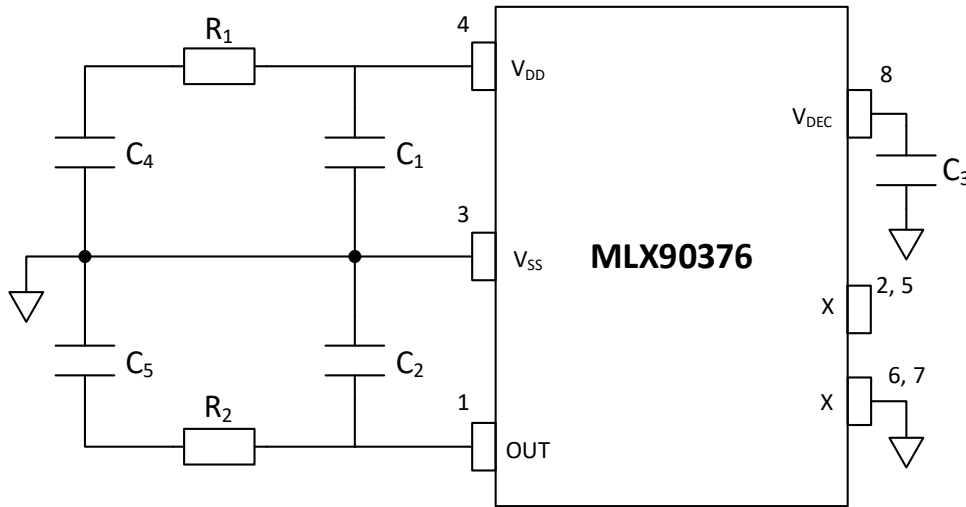 R1
4
VDD
8
VDEC
C4
C1
C3
3
VSS
MLX90376
2, 5
X
C5
C2
6, 7
X
R2
1
OUT